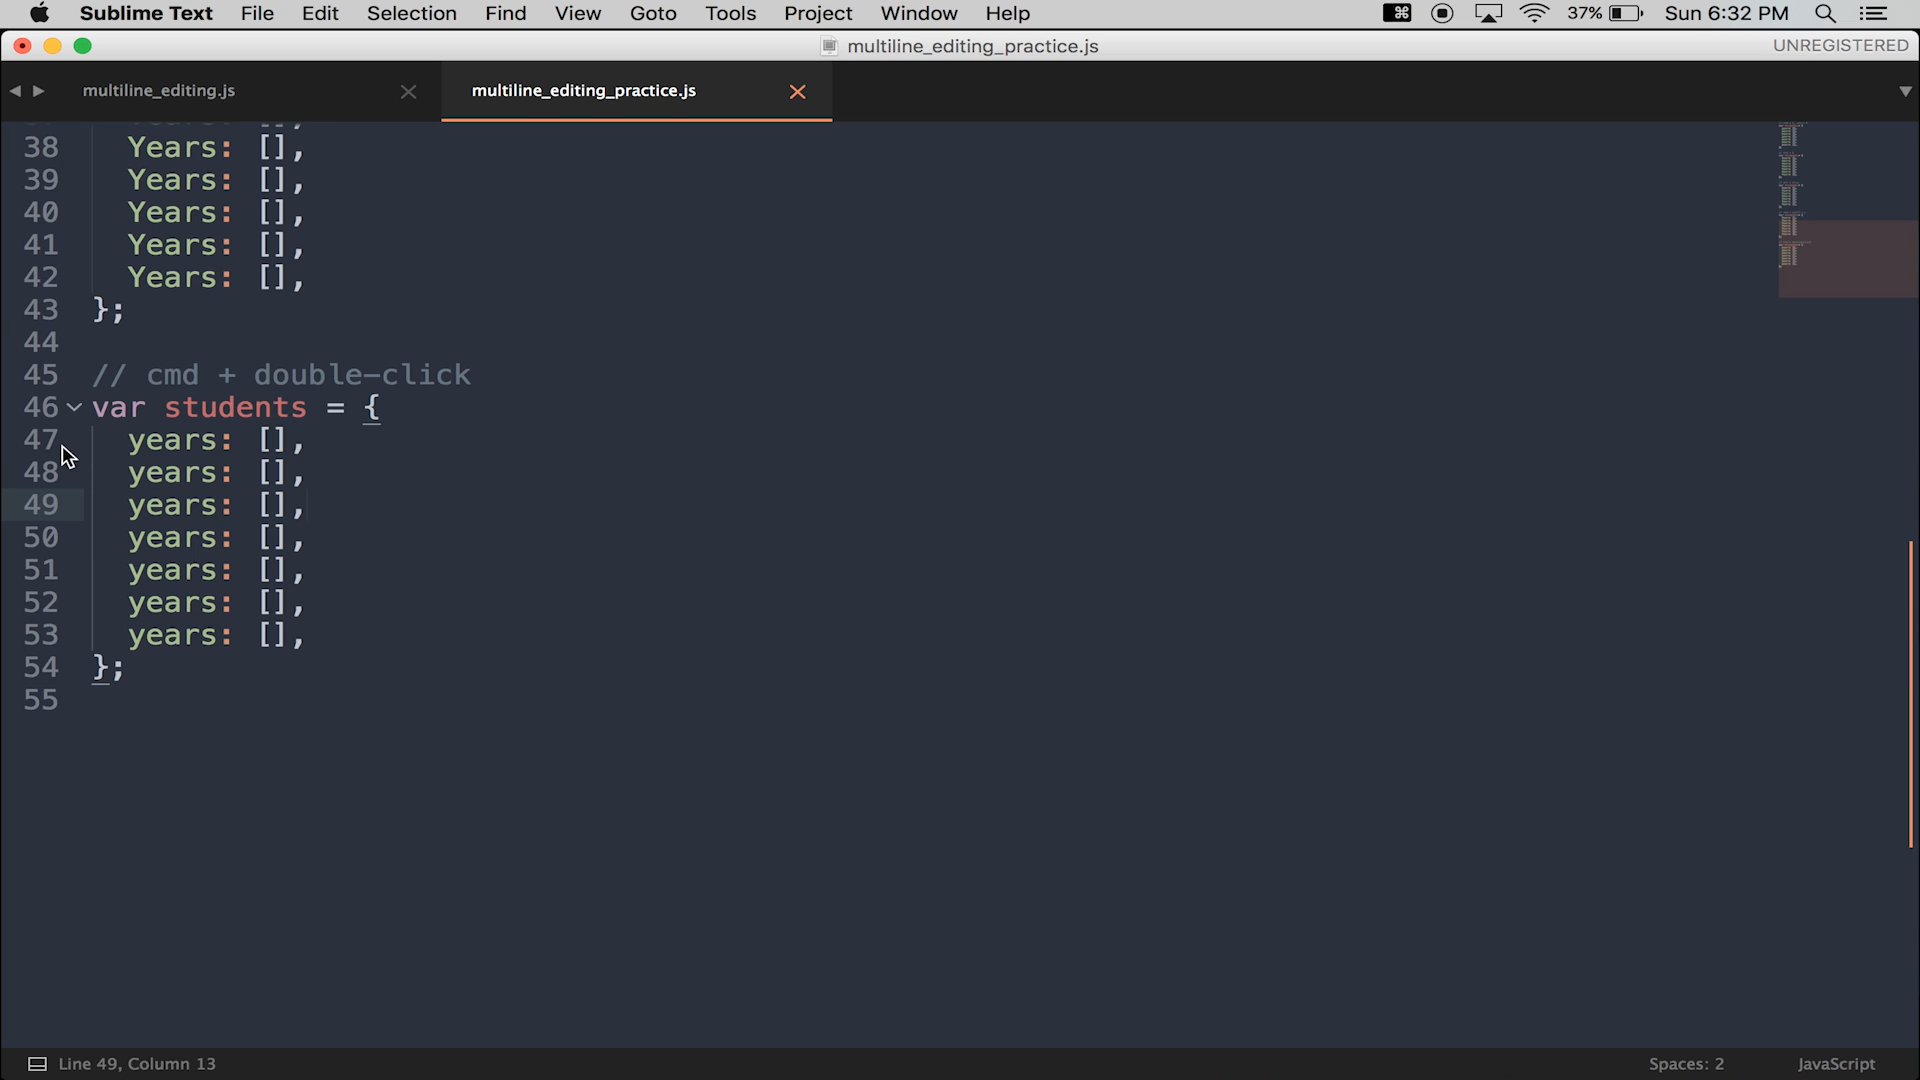 Sublime Text File Edit Selection Find View Goto Tools Project Window Help 37% Sun 6:32 PM
multiline_editing_practice.js UNREGISTERED
multiline_editing.js multiline_editing_practice.js
38 Years: [],
39 Years: [],
40 Years: [],
41 Years: [],
42 Years: [],
43 };
44
45 // cmd + double-click
46 var students = {
47 years: [],
48 years: [],
49 years: [],
50 years: [],
51 years: [],
52 years: [],
53 years: [],
54 };
55
Line 49, Column 13 Spaces: 2 JavaScript